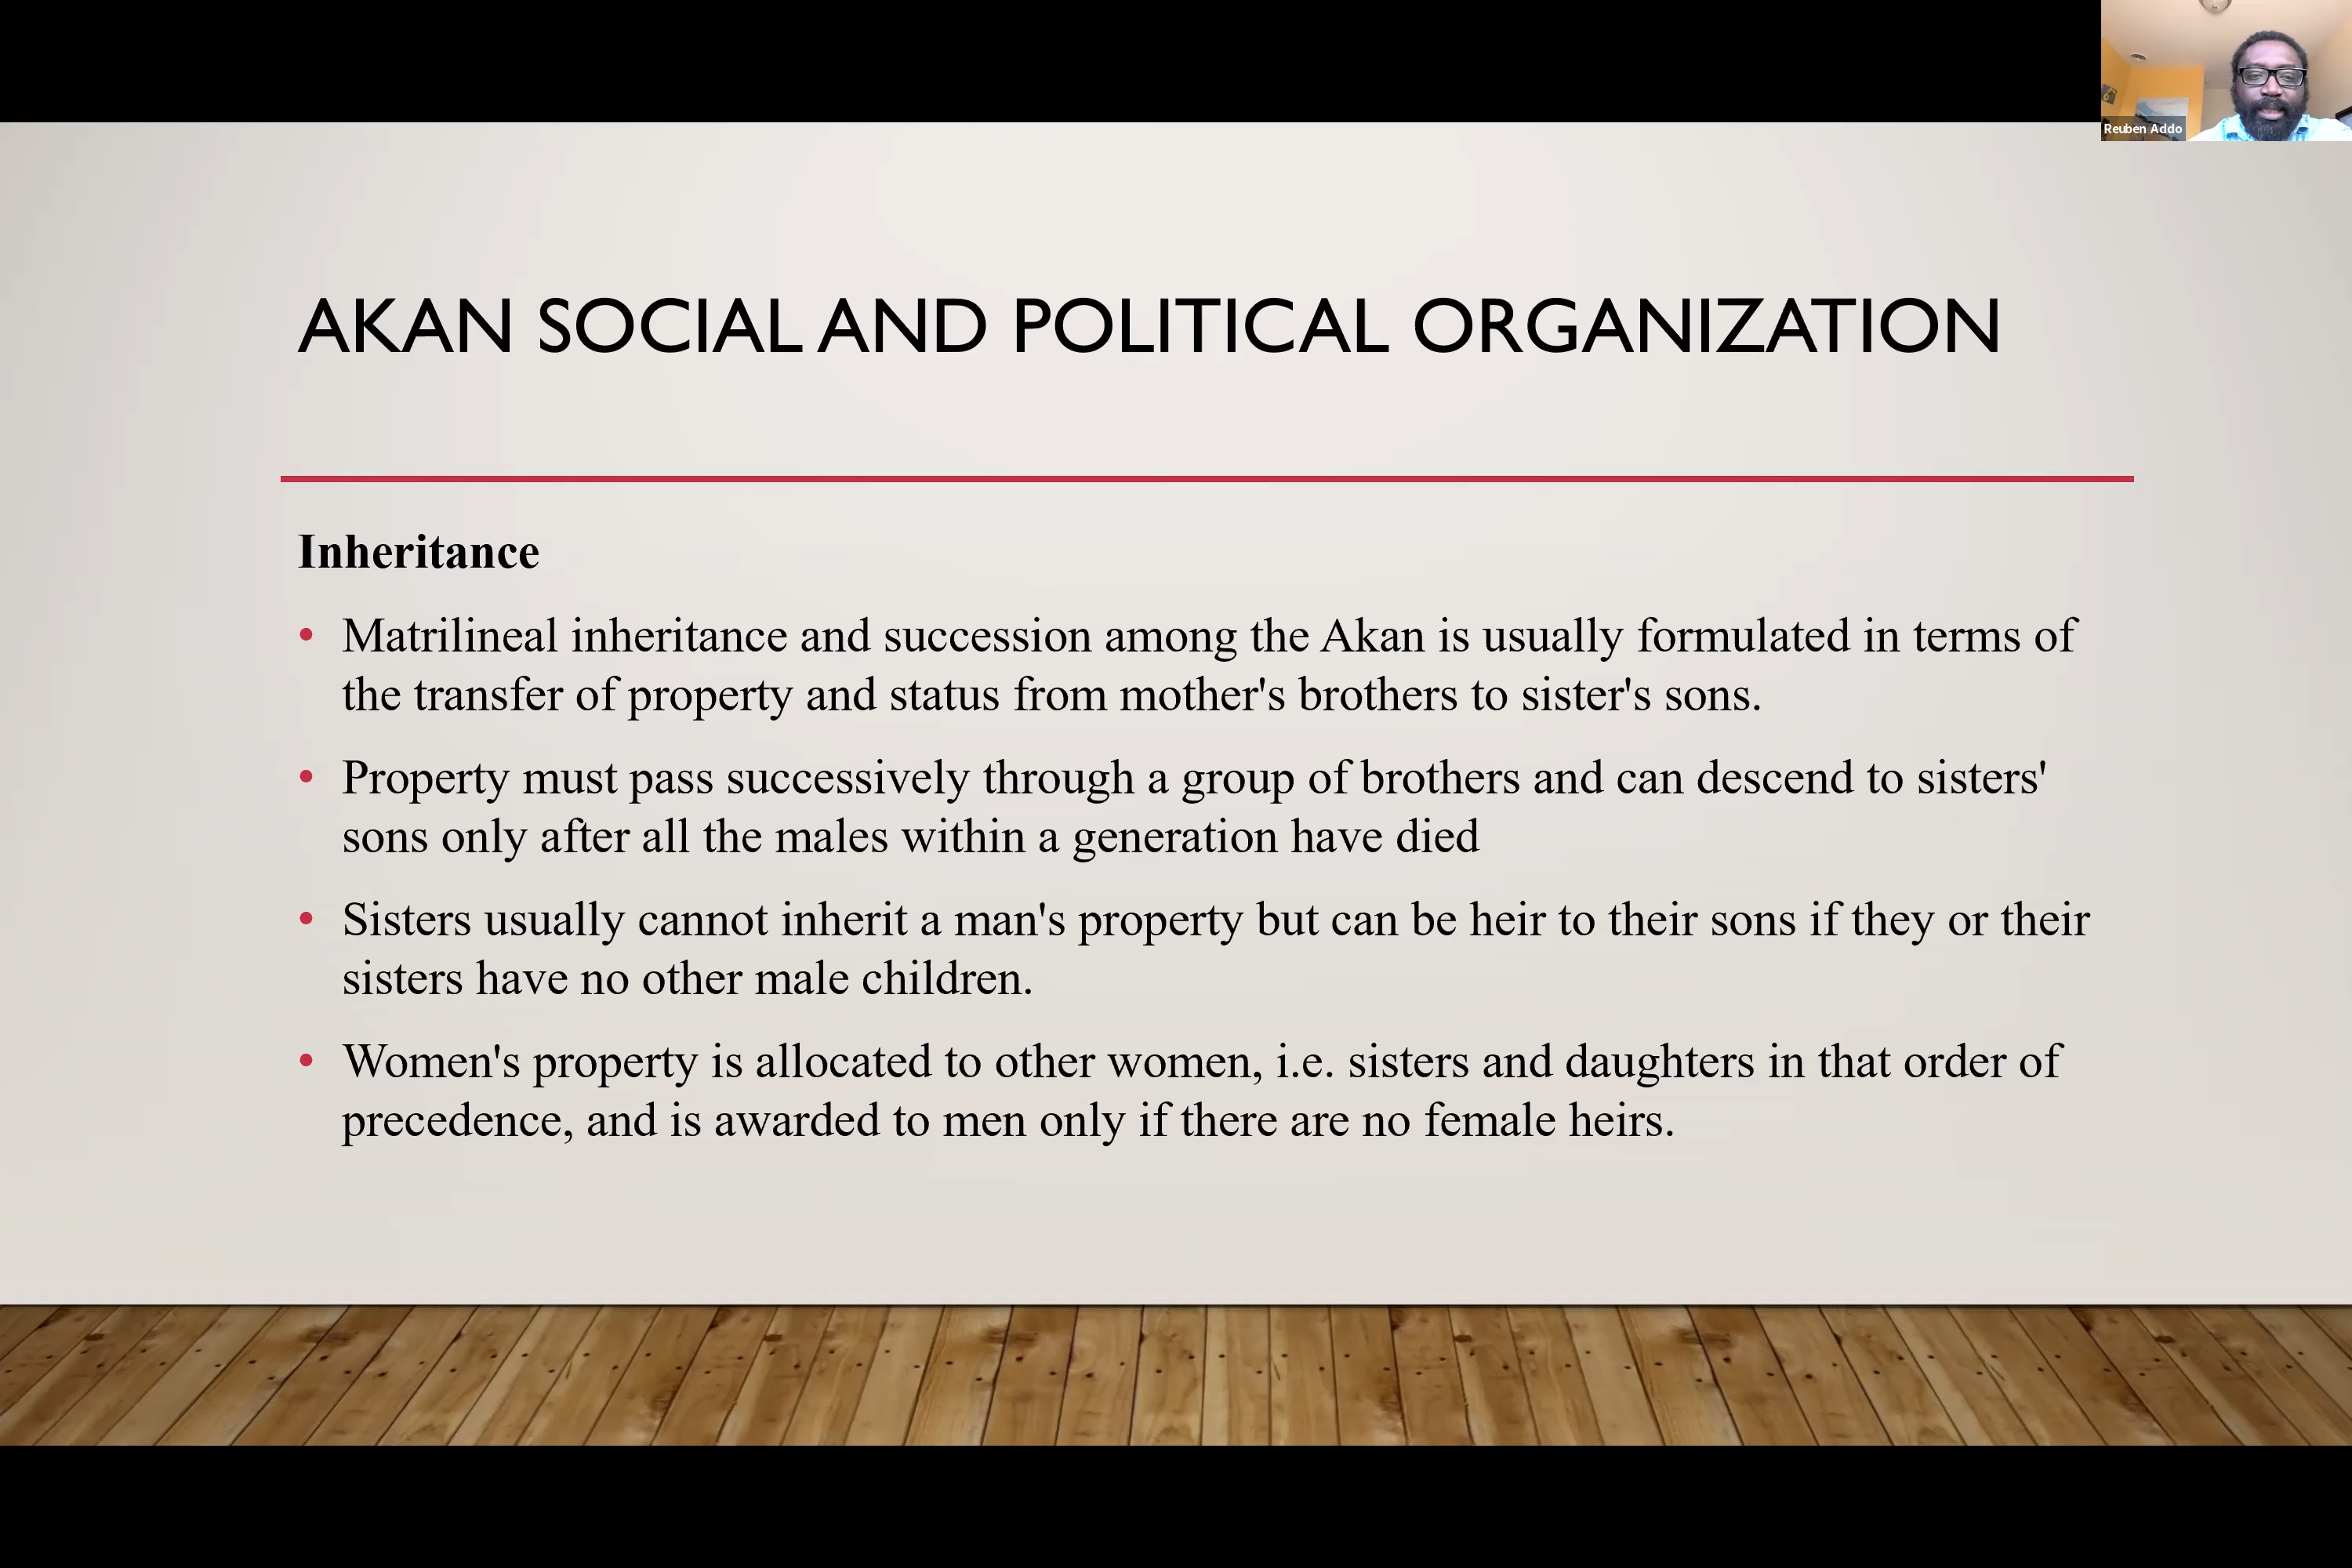 Reuben Addo
AKAN SOCIAL AND POLITICAL ORGANIZATION
Inheritance
• Matrilineal inheritance and succession among the Akan is usually formulated in terms of
the transfer of property and status from mother's brothers to sister's sons.
• Property must pass successively through a group of brothers and can descend to sisters'
sons only after all the males within a generation have died
• Sisters usually cannot inherit a man's property but can be heir to their sons if they or their
sisters have no other male children.
• Women's property is allocated to other women, i.e. sisters and daughters in that order of
precedence, and is awarded to men only if there are no female heirs.